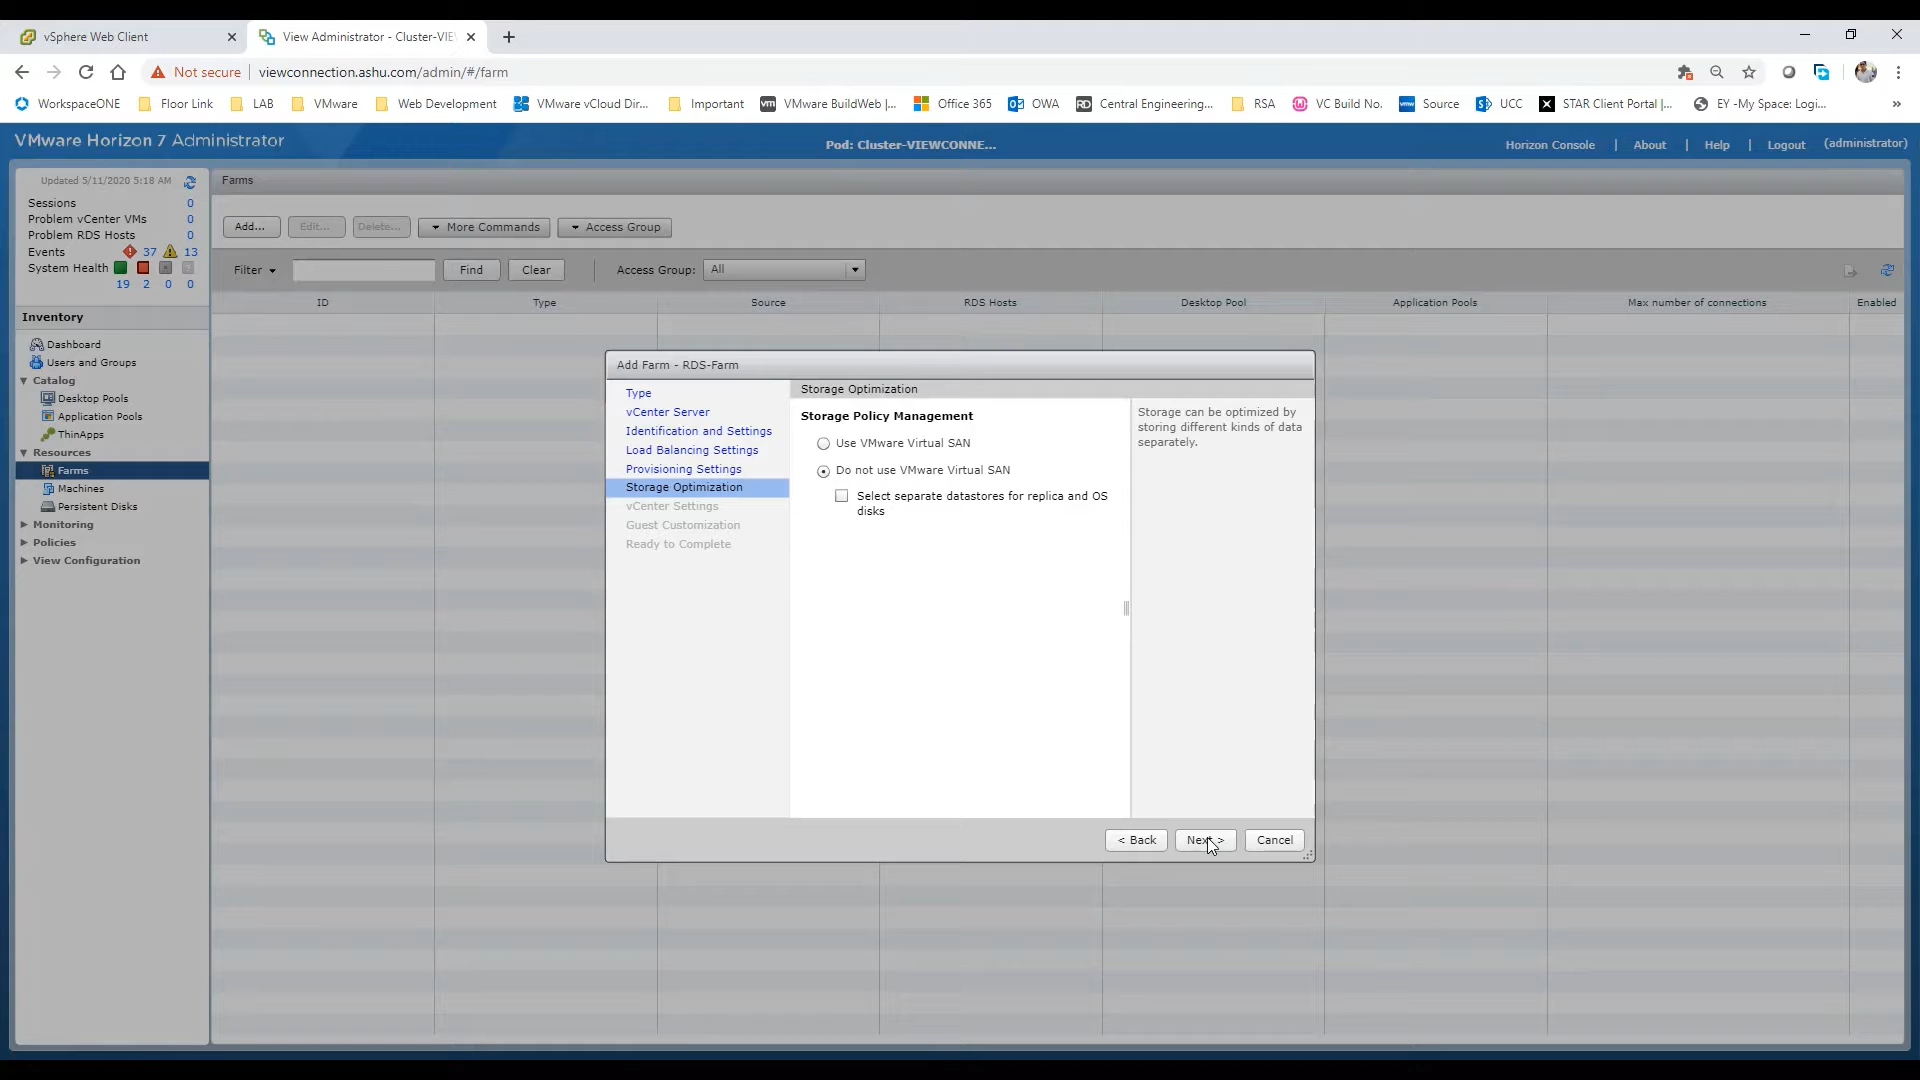 vSphere Web Client
View Administrator - Cluster-VIE
Not secure
viewconnection.ashu.com/admin/#/farm
WorkspaceONE
Floor Link
LAB
VMware
Web Development
VMware vCloud Dir...
Important
VMware BuildWeb |...
Office 365
OWA
Central Engineering...
RSA
VC Build No.
Source
UCC
STAR Client Portal |...
EY -My Space: Logi...
VMware Horizon 7 Administrator
Pod: Cluster-VIEWCONNE...
Horizon Console | About | Help | Logout (administrator)
Updated 5/11/2020 5:18 AM
Sessions 0
Problem vCenter VMs 0
Problem RDS Hosts 0
Events 37 13
System Health
19 2 0 0
Inventory
Dashboard
Users and Groups
Catalog
Desktop Pools
Application Pools
ThinApps
Resources
Farms
Machines
Persistent Disks
Monitoring
Policies
View Configuration
Farms
Add... Edit... Delete... More Commands Access Group
Filter Find Clear Access Group: All
ID Type Source RDS Hosts Desktop Pool Application Pools Max number of connections Enabled
Add Farm - RDS-Farm
Type
vCenter Server
Identification and Settings
Load Balancing Settings
Provisioning Settings
Storage Optimization
vCenter Settings
Guest Customization
Ready to Complete
Storage Optimization
Storage Policy Management
Use VMware Virtual SAN
Do not use VMware Virtual SAN
Select separate datastores for replica and OS
disks
Storage can be optimized by
storing different kinds of data
separately.
< Back Next > Cancel